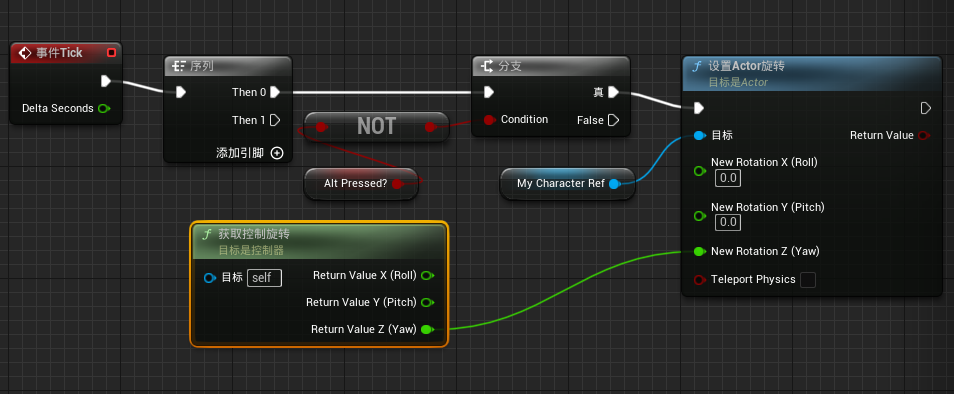 事件Tick
Delta Seconds
序列
Then 0
Then 1
添加引脚
NOT
Alt Pressed?
分支
真
Condition
False
My Character Ref
设置Actor旋转
目标是Actor
目标
Return Value
New Rotation X (Roll)
0.0
New Rotation Y (Pitch)
0.0
New Rotation Z (Yaw)
Teleport Physics
获取控制旋转
目标是控制器
目标 self
Return Value X (Roll)
Return Value Y (Pitch)
Return Value Z (Yaw)